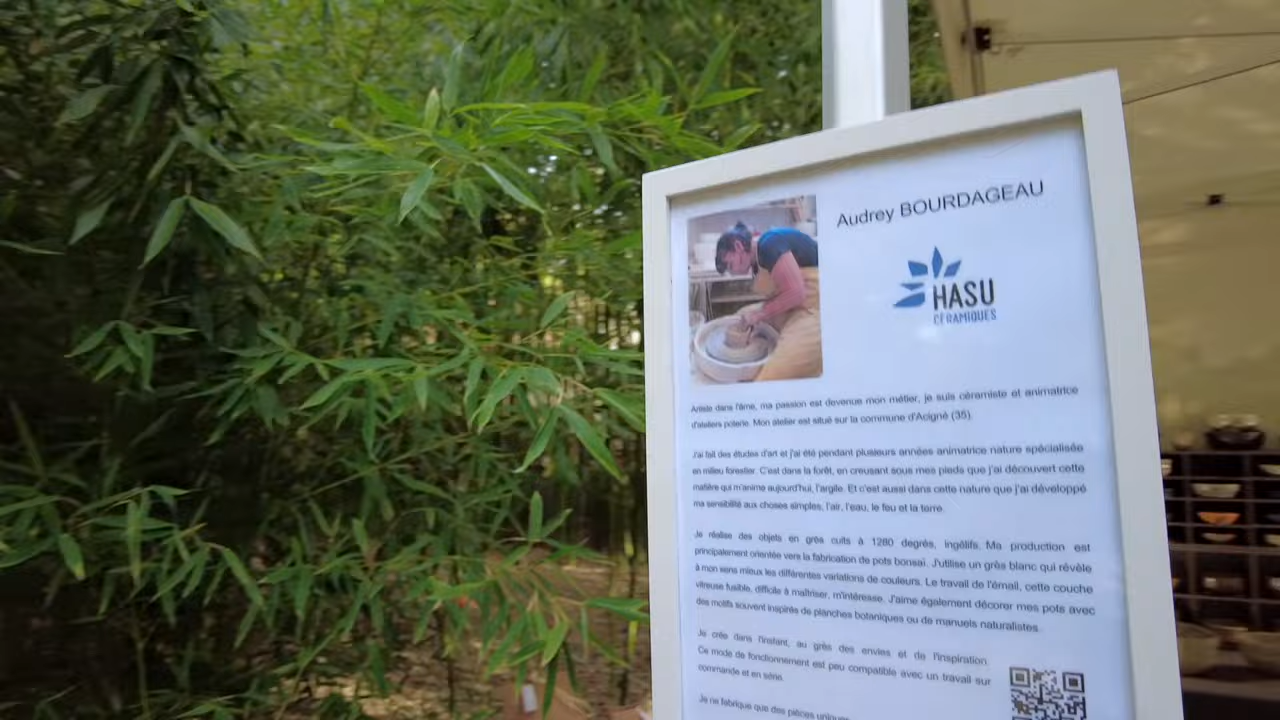 Audrey BOURDAGEAU
HASU
CÉRAMIQUES
Artiste dans l'âme, ma passion est devenue mon métier, je suis céramiste et animatrice
d'ateliers poterie. Mon atelier est situé sur la commune d'Acigné (35).
J'ai fait des études d'art et j'ai été pendant plusieurs années animatrice nature spécialisée
en milieu forestier. C'est dans la forêt, en creusant sous mes pieds que j'ai découvert cette
matière qui m'anime aujourd'hui, l'argile. Et c'est aussi dans cette nature que j'ai développé
ma sensibilité aux choses simples, l'air, l'eau, le feu et la terre.
Je réalise des objets en grès cuits à 1280 degrés, ingélifs. Ma production est
principalement orientée vers la fabrication de pots bonsaï. J'utilise un grès blanc qui révèle
à mon sens mieux les différentes variations de couleurs. Le travail de l'émail, cette couche
vitreuse fusible, difficile à maîtriser, m'intéresse. J'aime également décorer mes pots avec
des motifs souvent inspirés de planches botaniques ou de manuels naturalistes.
Je crée dans l'instant, au grès des envies et de l'inspiration.
Ce mode de fonctionnement est peu compatible avec un travail sur
commande et en série.
Je ne fabrique que des pièces uniques